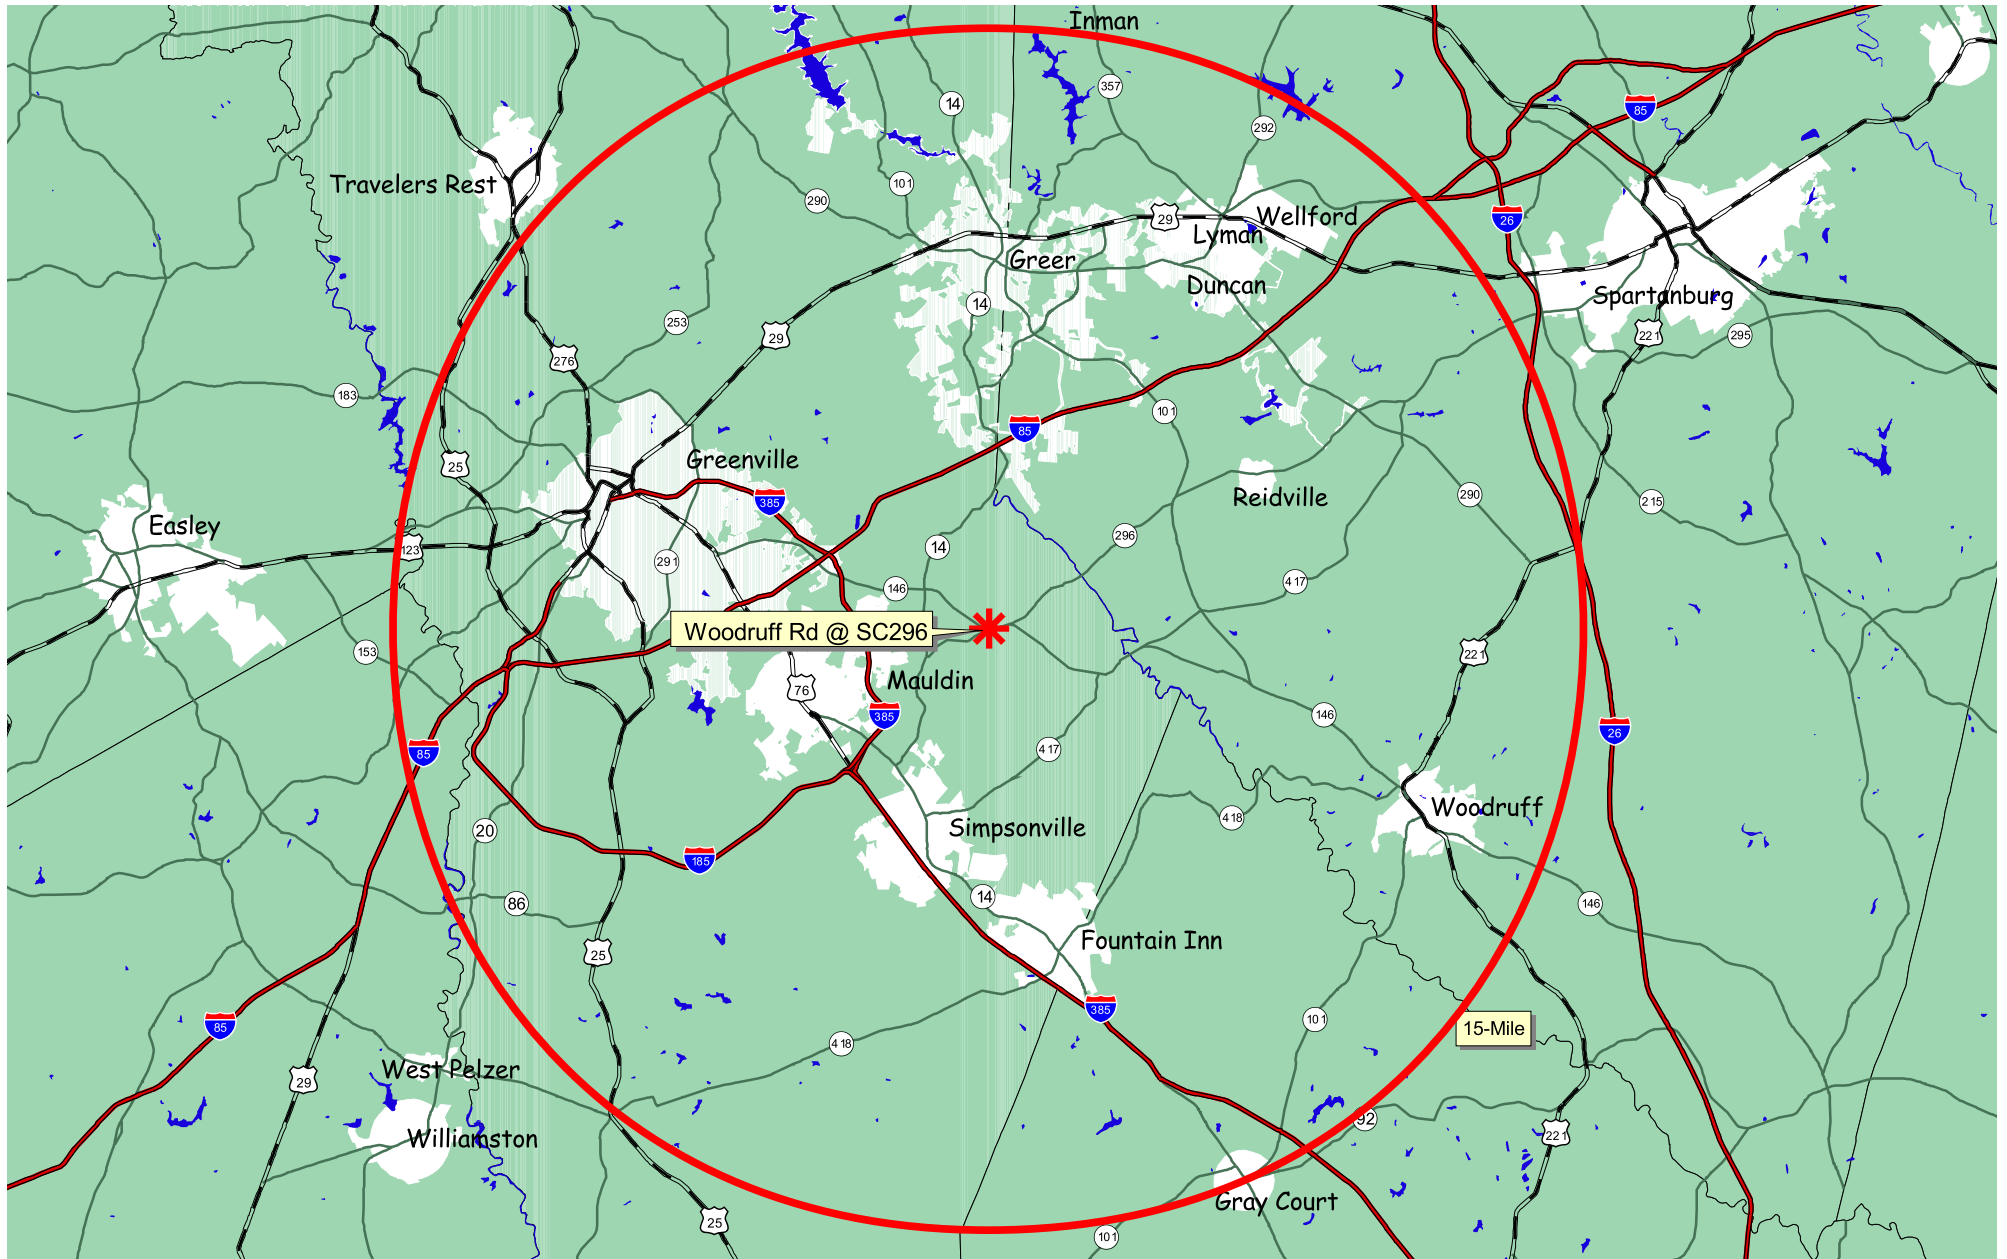 Inman
14
357
85
292
Travelers Rest
101
290
29
Wellford
26
Lyman
Greer
Duncan
14
Spartanburg
253
29
221
295
276
183
101
85
Greenville
25
385
Reidville
290
215
Easley
123
14
296
291
146
417
Woodruff Rd @ SC296
153
221
Mauldin
76
385
146
26
85
417
Woodruff
418
Simpsonville
20
185
14
86
146
Fountain Inn
25
385
85
101
15-Mile
418
West Pelzer
29
92
Williamston
221
Gray Court
25
101